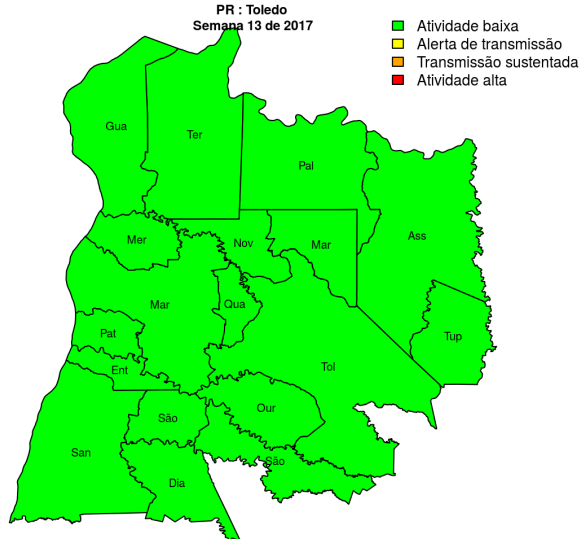 PR : Toledo
Semana 13 de 2017
Atividade baixa
Alerta de transmissão
Transmissão sustentada
Atividade alta
Gua
Ter
Pal
Ass
Mer
Nov
Mar
Mar
Qua
Pat
Tup
Ent
Tol
Our
São
San
São
Dia